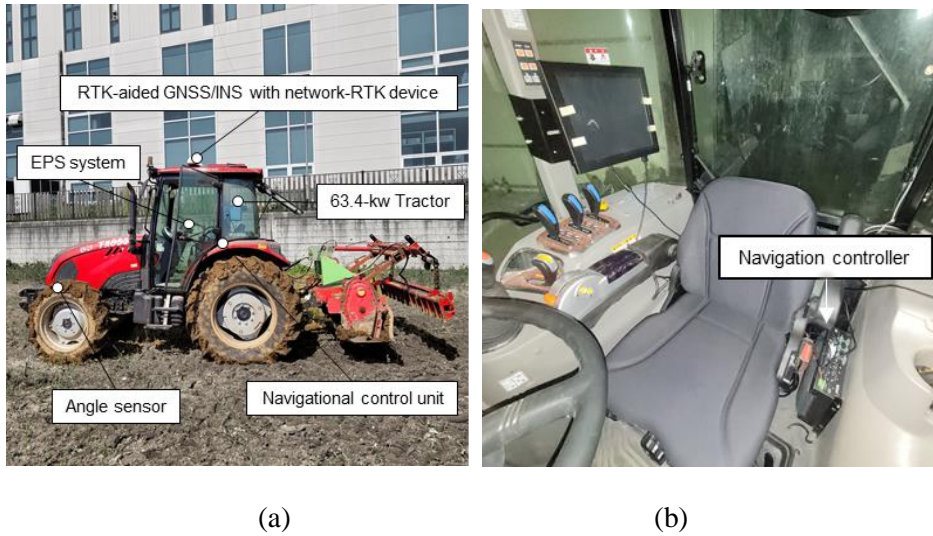 RTK-aided GNSS/INS with network-RTK device
EPS system
63.4-kw Tractor
Angle sensor
Navigational control unit
Navigation controller
(a)
(b)